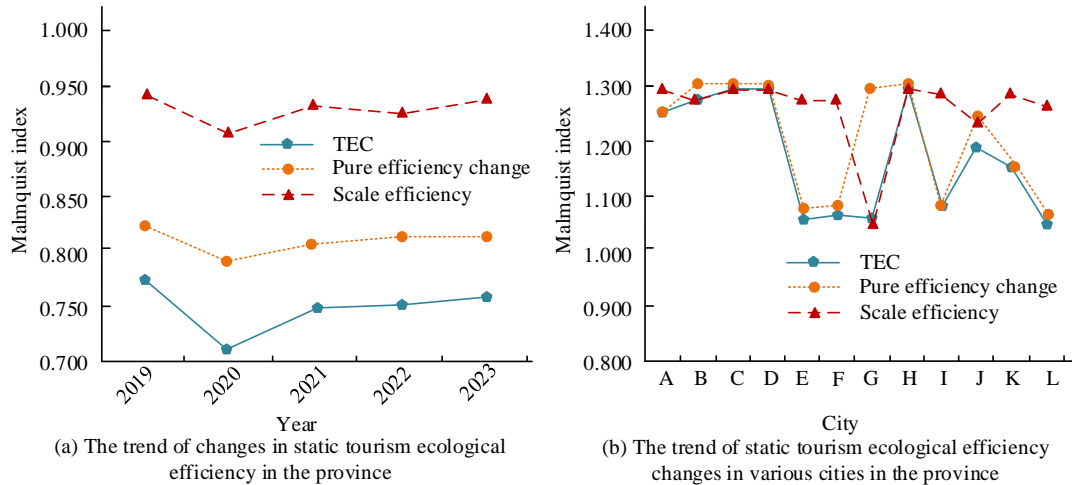 1.000
0.950
0.900
0.850
0.800
0.750
0.700
Malmquist index
TEC
Pure efficiency change
Scale efficiency
2019
2020
2021
2022
2023
Year
(a) The trend of changes in static tourism ecological
efficiency in the province
1.400
1.300
1.200
1.100
1.000
0.900
0.800
Malmquist index
TEC
Pure efficiency change
Scale efficiency
A B C D E F G H I J K L
City
(b) The trend of static tourism ecological efficiency
changes in various cities in the province